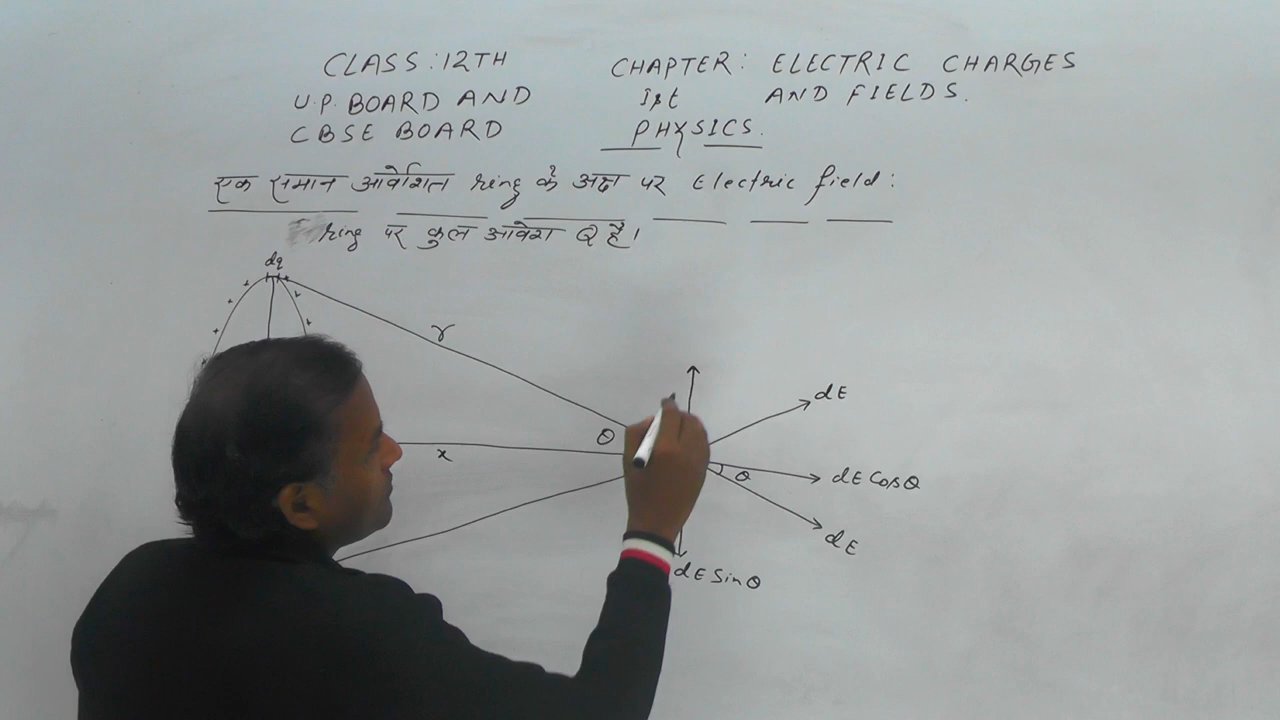 CLASS: 12TH
U.P. BOARD AND
CBSE BOARD
CHAPTER: ELECTRIC CHARGES
Ist AND FIELDS.
PHYSICS.
एक समान आवेशित ring के अक्ष पर Electric field:
ring पर कुल आवेश Q है।
dq
r
dE
θ
x
θ
dE Cosθ
dE
dE Sinθ